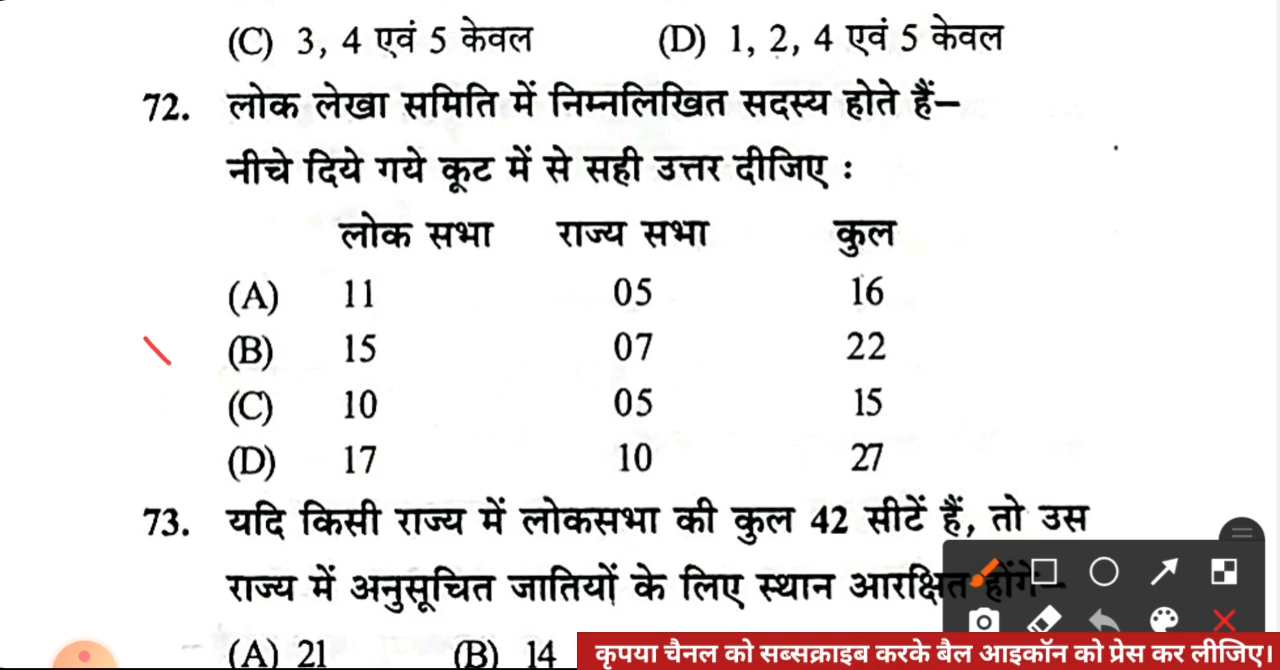 (C) 3, 4 एवं 5 केवल (D) 1, 2, 4 एवं 5 केवल
72. लोक लेखा समिति में निम्नलिखित सदस्य होते हैं–
नीचे दिये गये कूट में से सही उत्तर दीजिए :
लोक सभा राज्य सभा कुल
(A) 11 05 16
(B) 15 07 22
(C) 10 05 15
(D) 17 10 27
73. यदि किसी राज्य में लोकसभा की कुल 42 सीटें हैं, तो उस
राज्य में अनुसूचित जातियों के लिए स्थान आरक्षित होंगे–
(A) 21 (B) 14
कृपया चैनल को सब्सक्राइब करके बैल आइकॉन को प्रेस कर लीजिए।